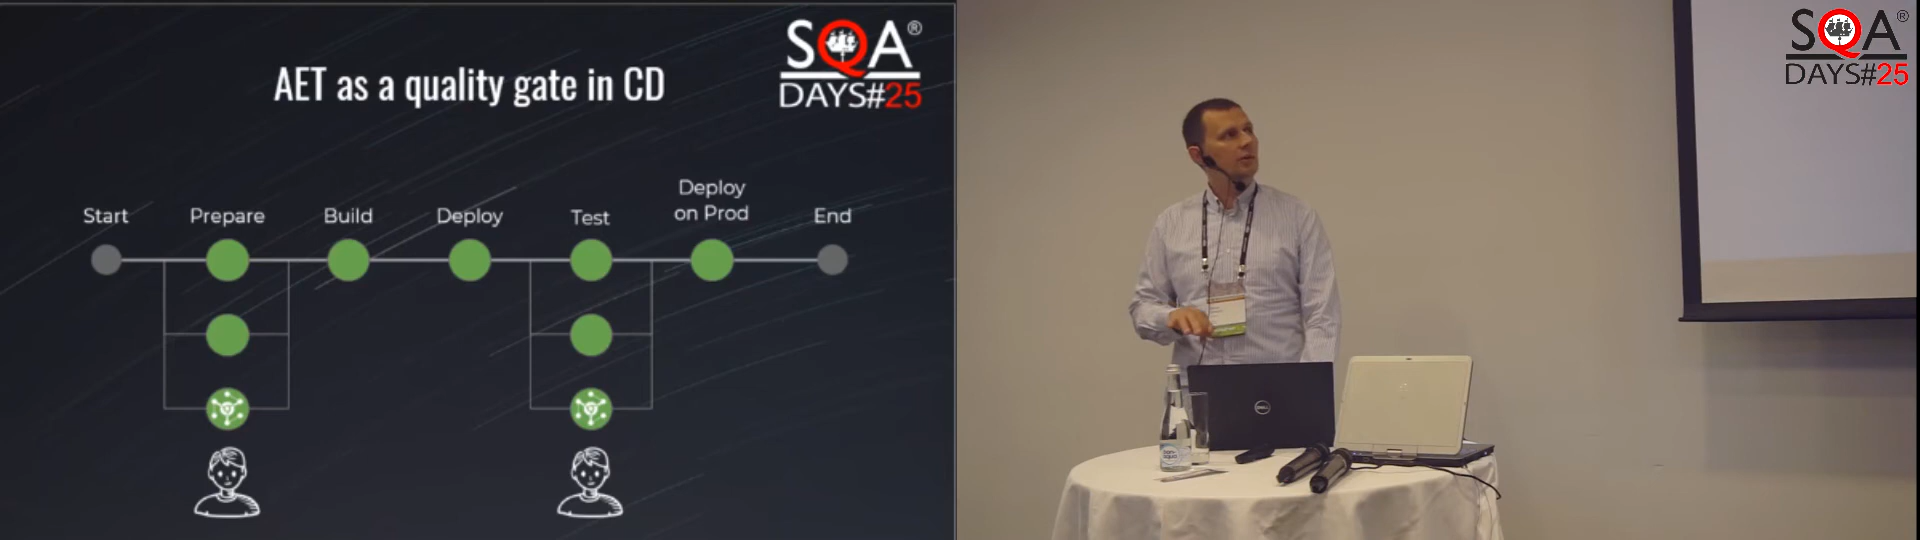 AET as a quality gate in CD
SQA®
DAYS#25
Start
Prepare
Build
Deploy
Test
Deploy
on Prod
End
SQA®
DAYS#25
DELL